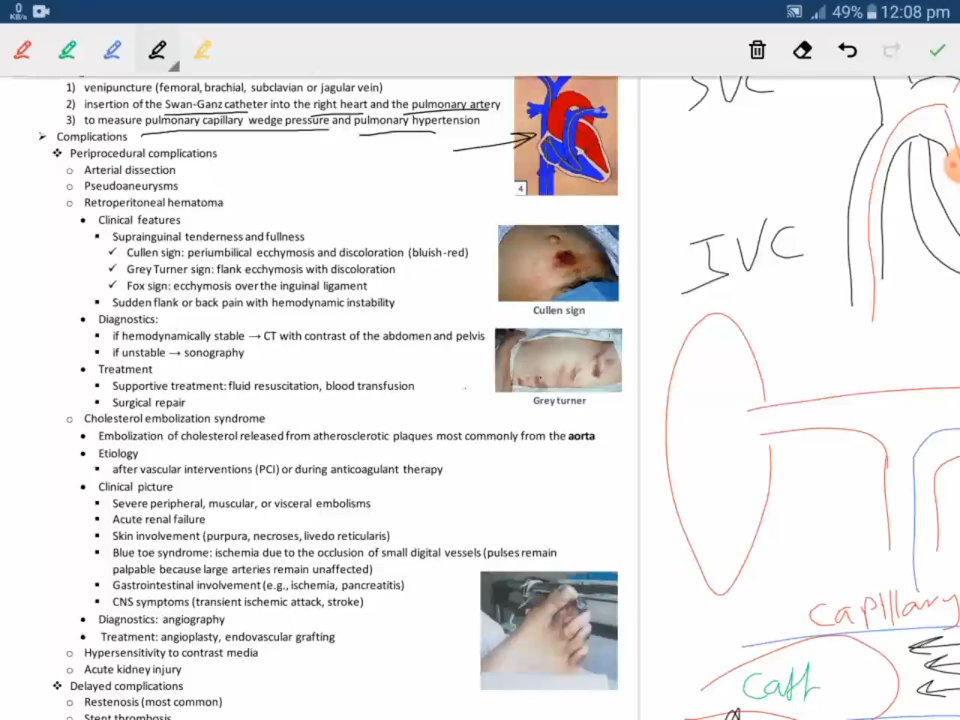 0
KB/s
49% 12:08 pm
1) venipuncture (femoral, brachial, subclavian or jagular vein)
2) insertion of the Swan-Ganz catheter into the right heart and the pulmonary artery
3) to measure pulmonary capillary wedge pressure and pulmonary hypertension
➢ Complications
❖ Periprocedural complications
o Arterial dissection
o Pseudoaneurysms
o Retroperitoneal hematoma
• Clinical features
▪ Suprainguinal tenderness and fullness
✓ Cullen sign: periumbilical ecchymosis and discoloration (bluish-red)
✓ Grey Turner sign: flank ecchymosis with discoloration
✓ Fox sign: ecchymosis over the inguinal ligament
▪ Sudden flank or back pain with hemodynamic instability
• Diagnostics:
▪ if hemodynamically stable → CT with contrast of the abdomen and pelvis
▪ if unstable → sonography
• Treatment
▪ Supportive treatment: fluid resuscitation, blood transfusion
▪ Surgical repair
o Cholesterol embolization syndrome
• Embolization of cholesterol released from atherosclerotic plaques most commonly from the aorta
• Etiology
▪ after vascular interventions (PCI) or during anticoagulant therapy
• Clinical picture
▪ Severe peripheral, muscular, or visceral embolisms
▪ Acute renal failure
▪ Skin involvement (purpura, necroses, livedo reticularis)
▪ Blue toe syndrome: ischemia due to the occlusion of small digital vessels (pulses remain
palpable because large arteries remain unaffected)
▪ Gastrointestinal involvement (e.g., ischemia, pancreatitis)
▪ CNS symptoms (transient ischemic attack, stroke)
• Diagnostics: angiography
• Treatment: angioplasty, endovascular grafting
o Hypersensitivity to contrast media
o Acute kidney injury
❖ Delayed complications
o Restenosis (most common)
o Stent thrombosis
4
Cullen sign
Grey turner
SVC
IVC
Capillary
Cath